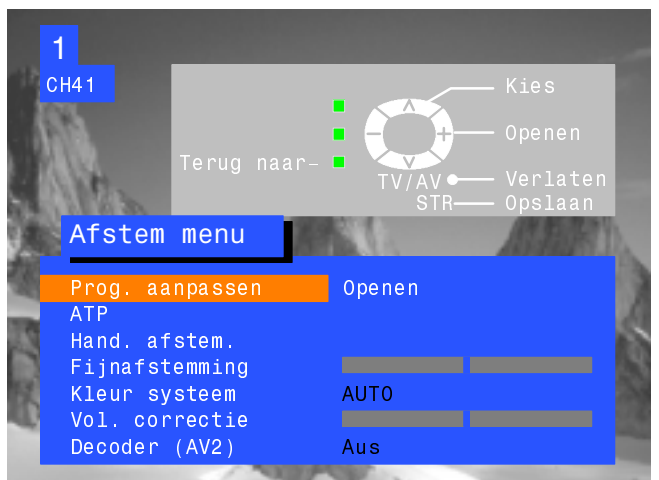 1
CH41
Kies
Openen
Terug naar
TV/AV Verlaten
STR Opslaan
Afstem menu
Prog. aanpassen Openen
ATP
Hand. afstem.
Fijnafstemming
Kleur systeem AUTO
Vol. correctie
Decoder (AV2) Aus